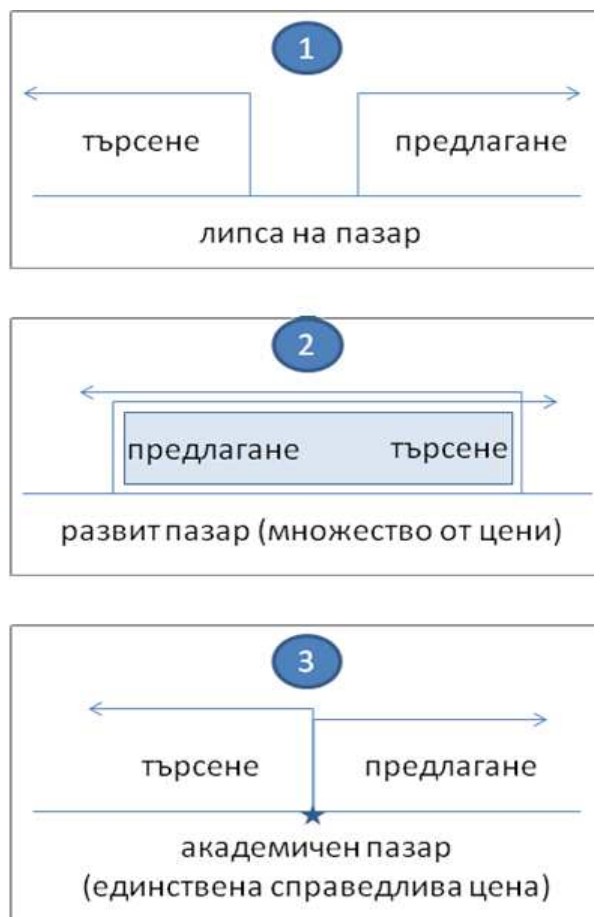 1
търсене предлагане
липса на пазар
2
предлагане търсене
развит пазар (множество от цени)
3
търсене предлагане
академичен пазар
(единствена справедлива цена)